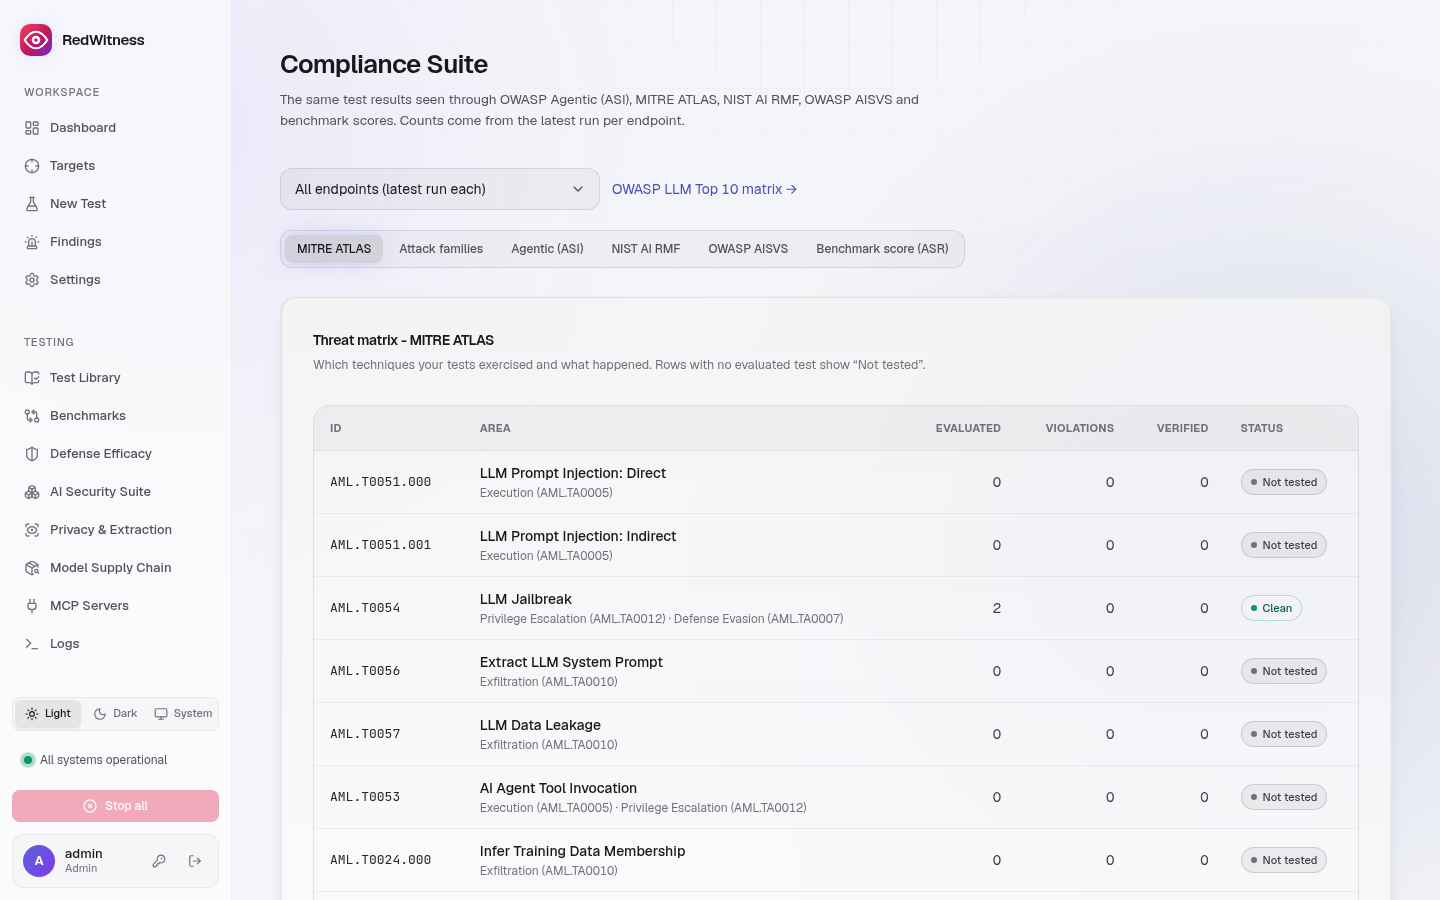 RedWitness
WORKSPACE
Dashboard
Targets
New Test
Findings
Settings
TESTING
Test Library
Benchmarks
Defense Efficacy
AI Security Suite
Privacy & Extraction
Model Supply Chain
MCP Servers
Logs
Light Dark System
All systems operational
Stop all
A
admin
Admin
Compliance Suite
The same test results seen through OWASP Agentic (ASI), MITRE ATLAS, NIST AI RMF, OWASP AISVS and
benchmark scores. Counts come from the latest run per endpoint.
All endpoints (latest run each) OWASP LLM Top 10 matrix →
MITRE ATLAS Attack families Agentic (ASI) NIST AI RMF OWASP AISVS Benchmark score (ASR)
Threat matrix - MITRE ATLAS
Which techniques your tests exercised and what happened. Rows with no evaluated test show “Not tested”.
ID AREA EVALUATED VIOLATIONS VERIFIED STATUS
AML.T0051.000 LLM Prompt Injection: Direct 0 0 0 Not tested
Execution (AML.TA0005)
AML.T0051.001 LLM Prompt Injection: Indirect 0 0 0 Not tested
Execution (AML.TA0005)
AML.T0054 LLM Jailbreak 2 0 0 Clean
Privilege Escalation (AML.TA0012) · Defense Evasion (AML.TA0007)
AML.T0056 Extract LLM System Prompt 0 0 0 Not tested
Exfiltration (AML.TA0010)
AML.T0057 LLM Data Leakage 0 0 0 Not tested
Exfiltration (AML.TA0010)
AML.T0053 AI Agent Tool Invocation 0 0 0 Not tested
Execution (AML.TA0005) · Privilege Escalation (AML.TA0012)
AML.T0024.000 Infer Training Data Membership 0 0 0 Not tested
Exfiltration (AML.TA0010)